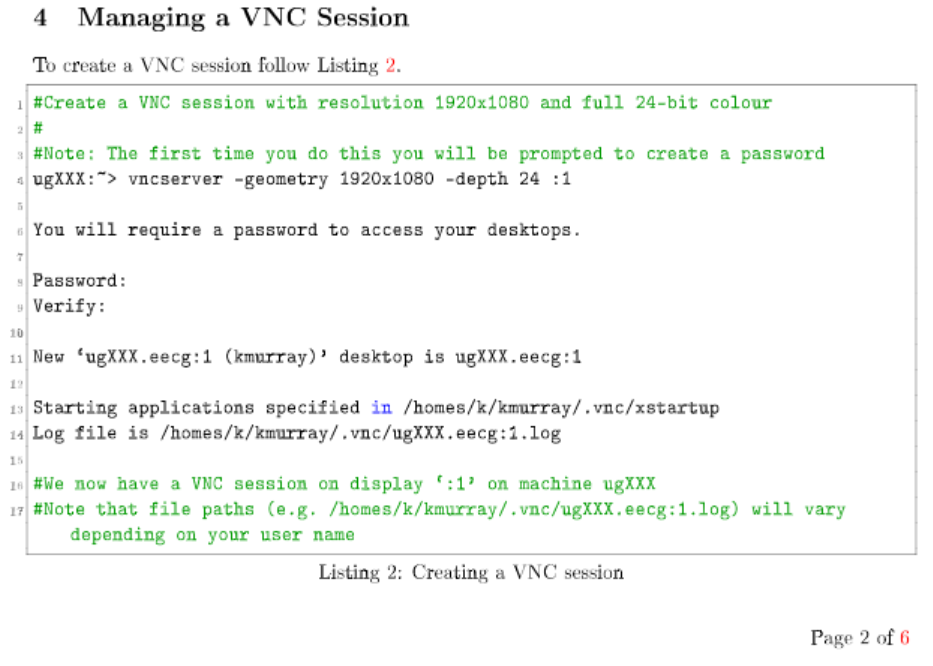 4 Managing a VNC Session
To create a VNC session follow Listing 2.
1 #Create a VNC session with resolution 1920x1080 and full 24-bit colour
2 #
3 #Note: The first time you do this you will be prompted to create a password
4 ugXXX:~> vncserver -geometry 1920x1080 -depth 24 :1
5
6 You will require a password to access your desktops.
7
8 Password:
9 Verify:
10
11 New ‘ugXXX.eecg:1 (kmurray)’ desktop is ugXXX.eecg:1
12
13 Starting applications specified in /homes/k/kmurray/.vnc/xstartup
14 Log file is /homes/k/kmurray/.vnc/ugXXX.eecg:1.log
15
16 #We now have a VNC session on display ‘:1’ on machine ugXXX
17 #Note that file paths (e.g. /homes/k/kmurray/.vnc/ugXXX.eecg:1.log) will vary
depending on your user name
Listing 2: Creating a VNC session
Page 2 of 6